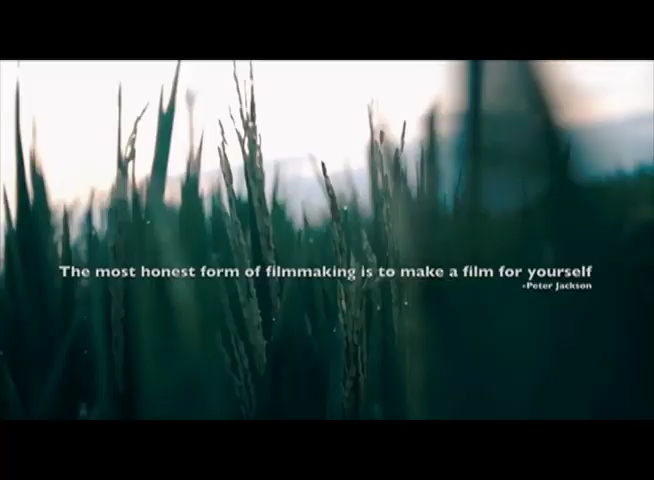 The most honest form of filmmaking is to make a film for yourself
-Peter Jackson